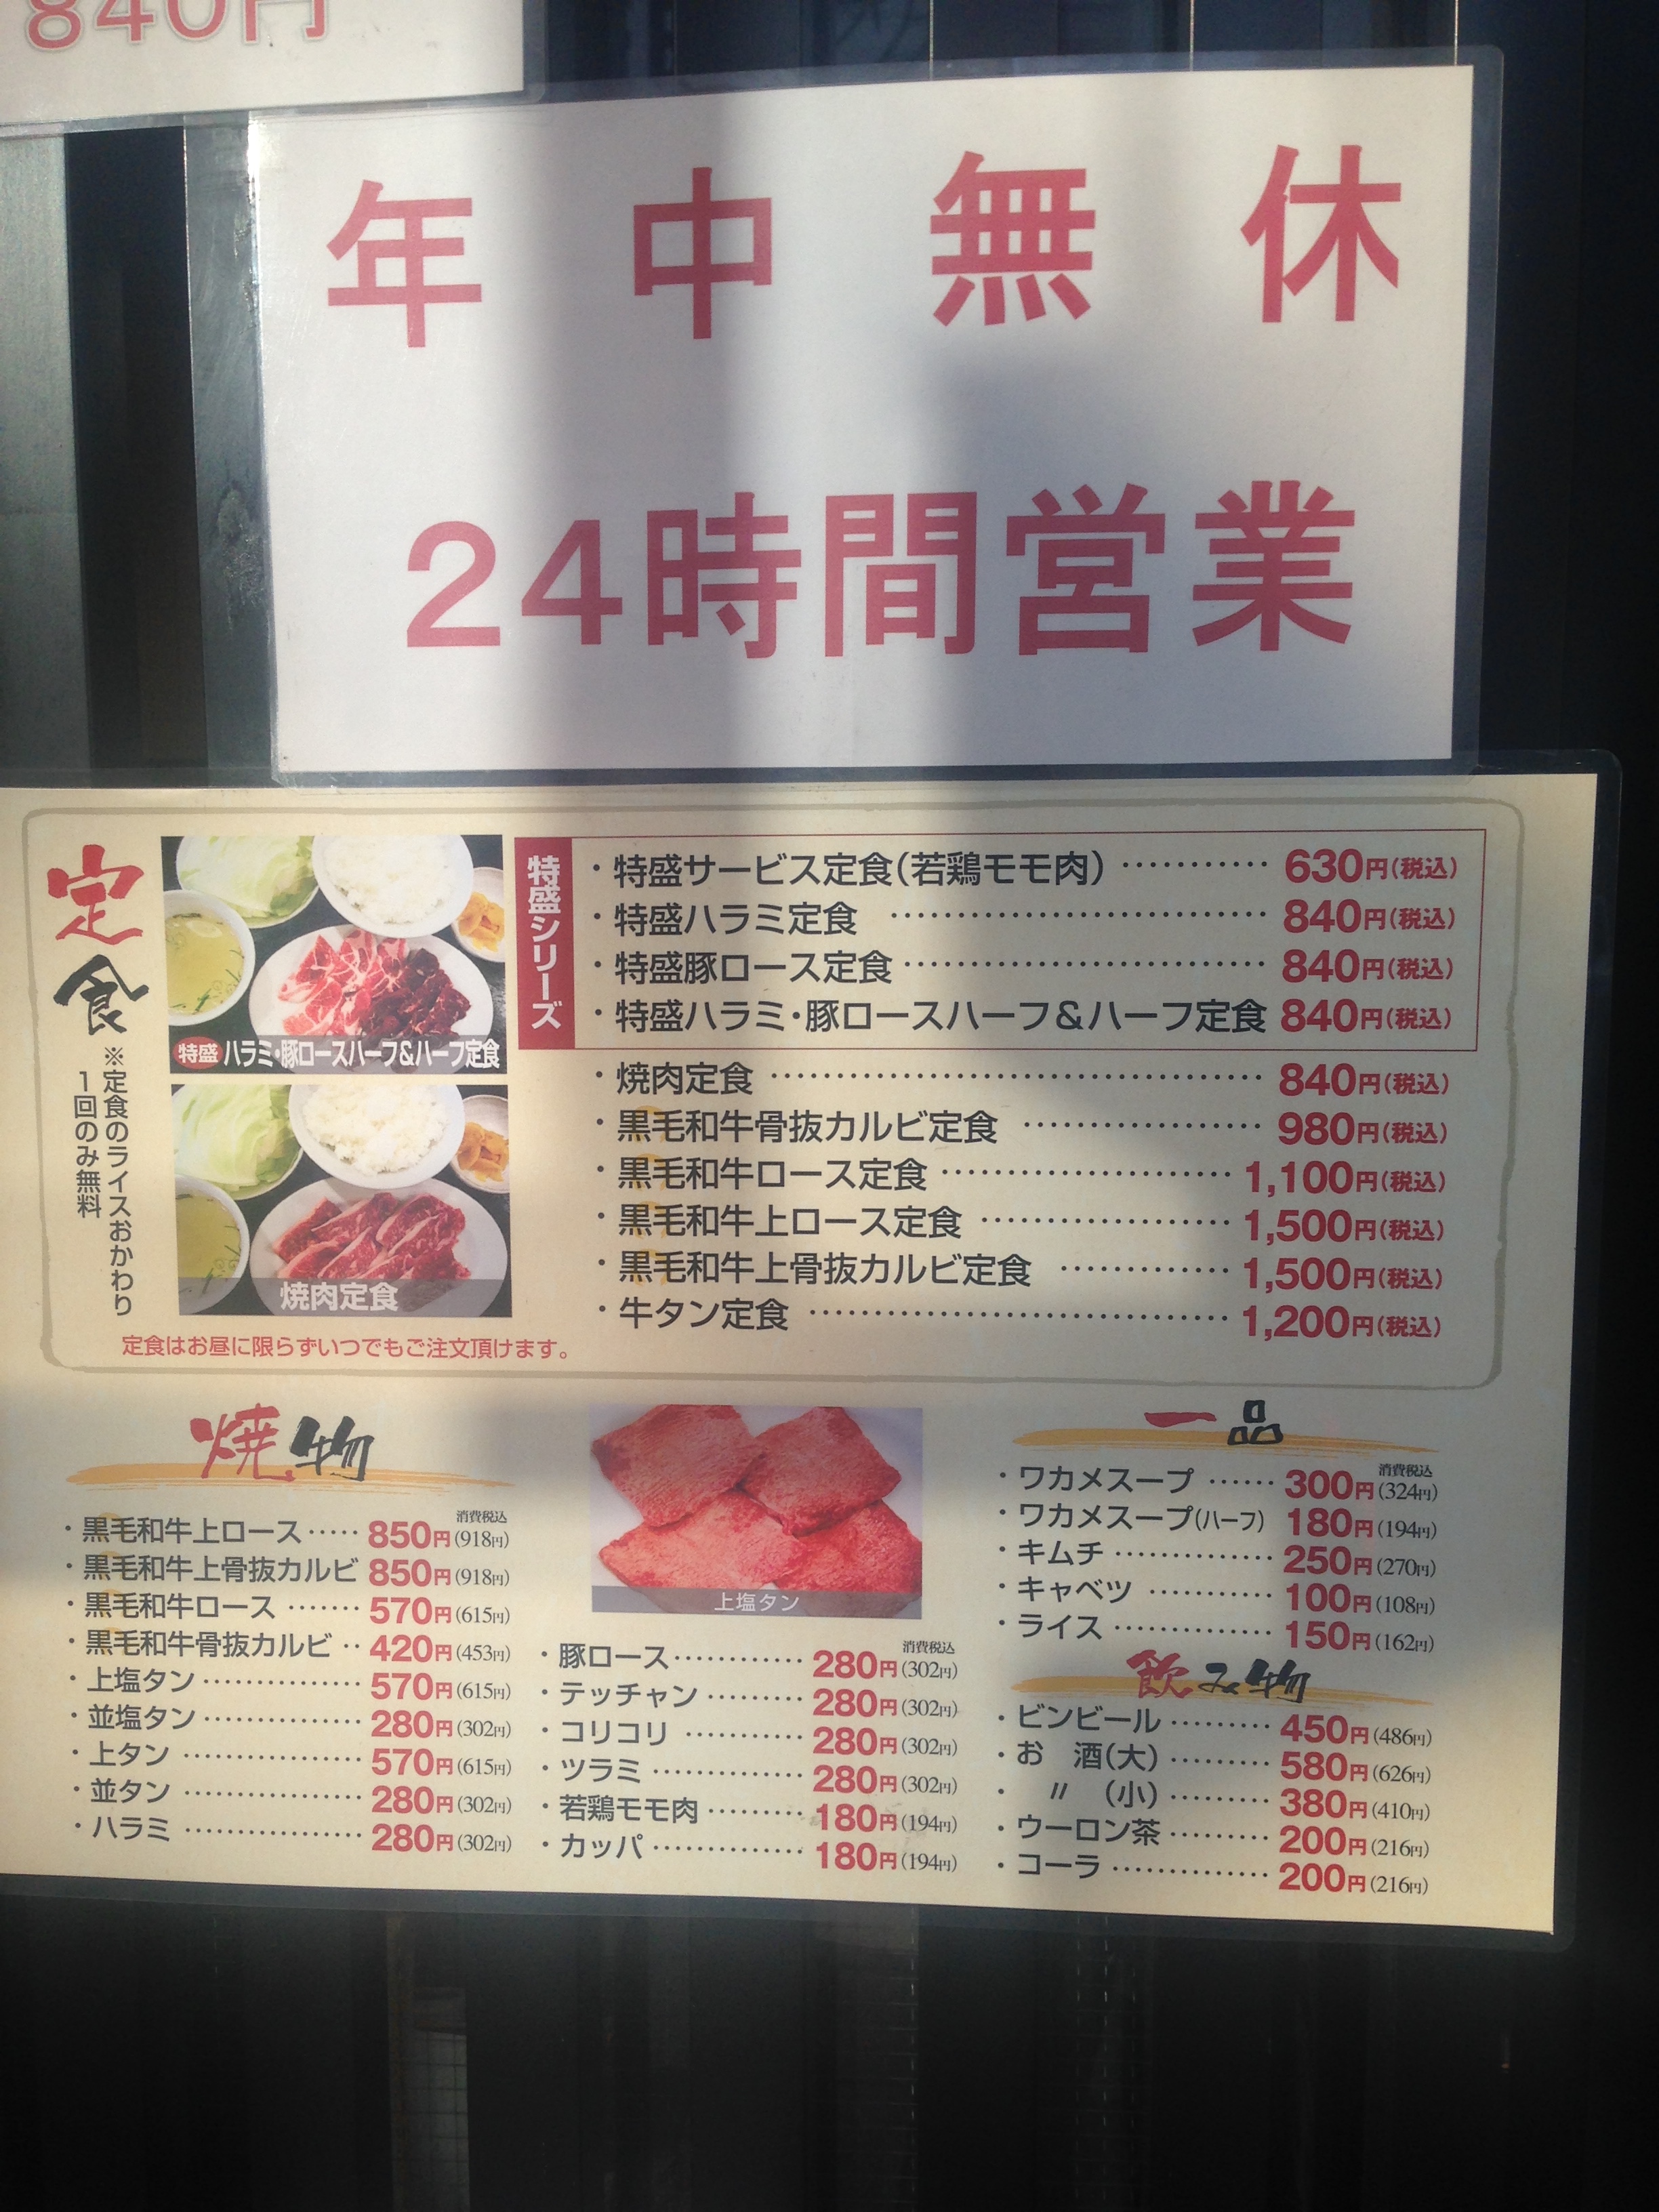 840円
年中無休
24時間営業
定食
※定食のライスおかわり
1回のみ無料
特盛 ハラミ・豚ロースハーフ&ハーフ定食
焼肉定食
定食はお昼に限らずいつでもご注文頂けます。
特盛シリーズ
・特盛サービス定食(若鶏モモ肉) ………… 630円(税込)
・特盛ハラミ定食 ………… 840円(税込)
・特盛豚ロース定食 ………… 840円(税込)
・特盛ハラミ・豚ロースハーフ&ハーフ定食 840円(税込)
・焼肉定食 ………… 840円(税込)
・黒毛和牛骨抜カルビ定食 ………… 980円(税込)
・黒毛和牛ロース定食 ………… 1,100円(税込)
・黒毛和牛上ロース定食 ………… 1,500円(税込)
・黒毛和牛上骨抜カルビ定食 ………… 1,500円(税込)
・牛タン定食 ………… 1,200円(税込)
焼物
消費税込
・黒毛和牛上ロース …… 850円(918円)
・黒毛和牛上骨抜カルビ 850円(918円)
・黒毛和牛ロース …… 570円(615円)
・黒毛和牛骨抜カルビ ‥ 420円(453円)
・上塩タン ………… 570円(615円)
・並塩タン ………… 280円(302円)
・上タン ………… 570円(615円)
・並タン ………… 280円(302円)
・ハラミ ………… 280円(302円)
上塩タン
消費税込
・豚ロース ………… 280円(302円)
・テッチャン ……… 280円(302円)
・コリコリ ……… 280円(302円)
・ツラミ ………… 280円(302円)
・若鶏モモ肉 ……… 180円(194円)
・カッパ ………… 180円(194円)
一品
消費税込
・ワカメスープ …… 300円(324円)
・ワカメスープ(ハーフ) 180円(194円)
・キムチ ………… 250円(270円)
・キャベツ ……… 100円(108円)
・ライス ………… 150円(162円)
飲み物
・ビンビール ……… 450円(486円)
・お 酒(大) ……… 580円(626円)
・ 〃 (小) ……… 380円(410円)
・ウーロン茶 ……… 200円(216円)
・コーラ ………… 200円(216円)